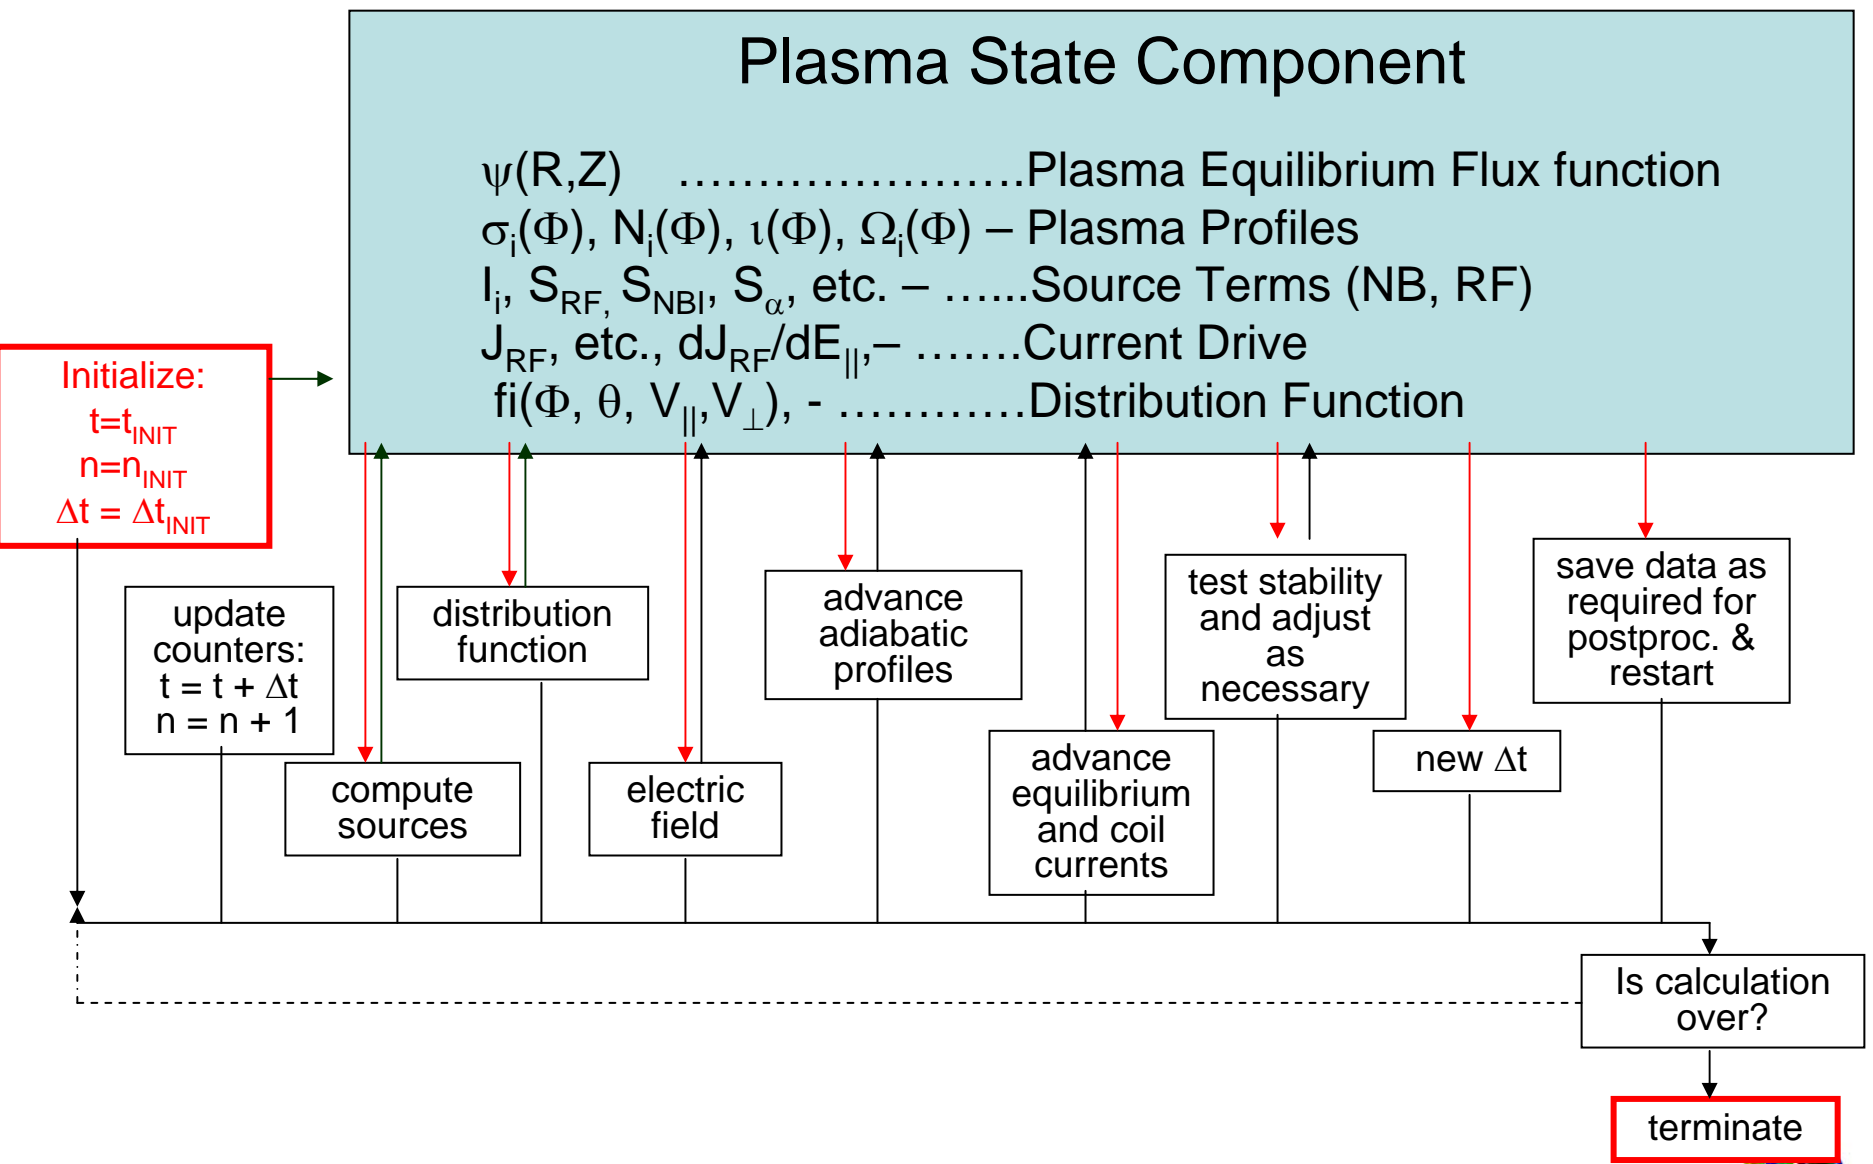 Plasma State Component
ψ(R,Z) ……………………Plasma Equilibrium Flux function
σi(Φ), Ni(Φ), ι(Φ), Ωi(Φ) – Plasma Profiles
Ii, SRF, SNBI, Sα, etc. – …...Source Terms (NB, RF)
JRF, etc., dJRF/dE||,– …….Current Drive
fi(Φ, θ, V||,V⊥), - …………Distribution Function
Initialize:
t=tINIT
n=nINIT
Δt = ΔtINIT
update
counters:
t = t + Δt
n = n + 1
compute
sources
distribution
function
electric
field
advance
adiabatic
profiles
advance
equilibrium
and coil
currents
test stability
and adjust
as
necessary
new Δt
save data as
required for
postproc. &
restart
Is calculation
over?
terminate